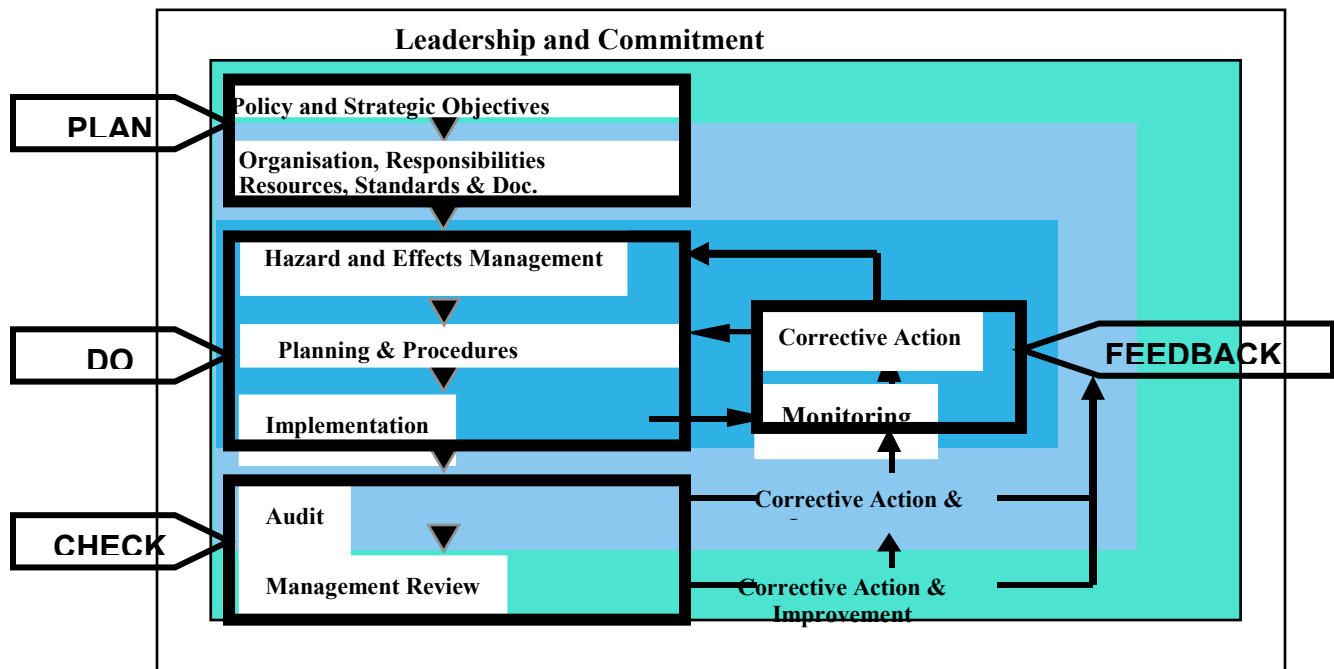 Leadership and Commitment
Policy and Strategic Objectives
PLAN
Organisation, Responsibilities
Resources, Standards & Doc.
Hazard and Effects Management
Corrective Action
DO
Planning & Procedures
FEEDBACK
Implementation
Monitoring
Audit
Corrective Action &
CHECK
Management Review
Corrective Action &
Improvement